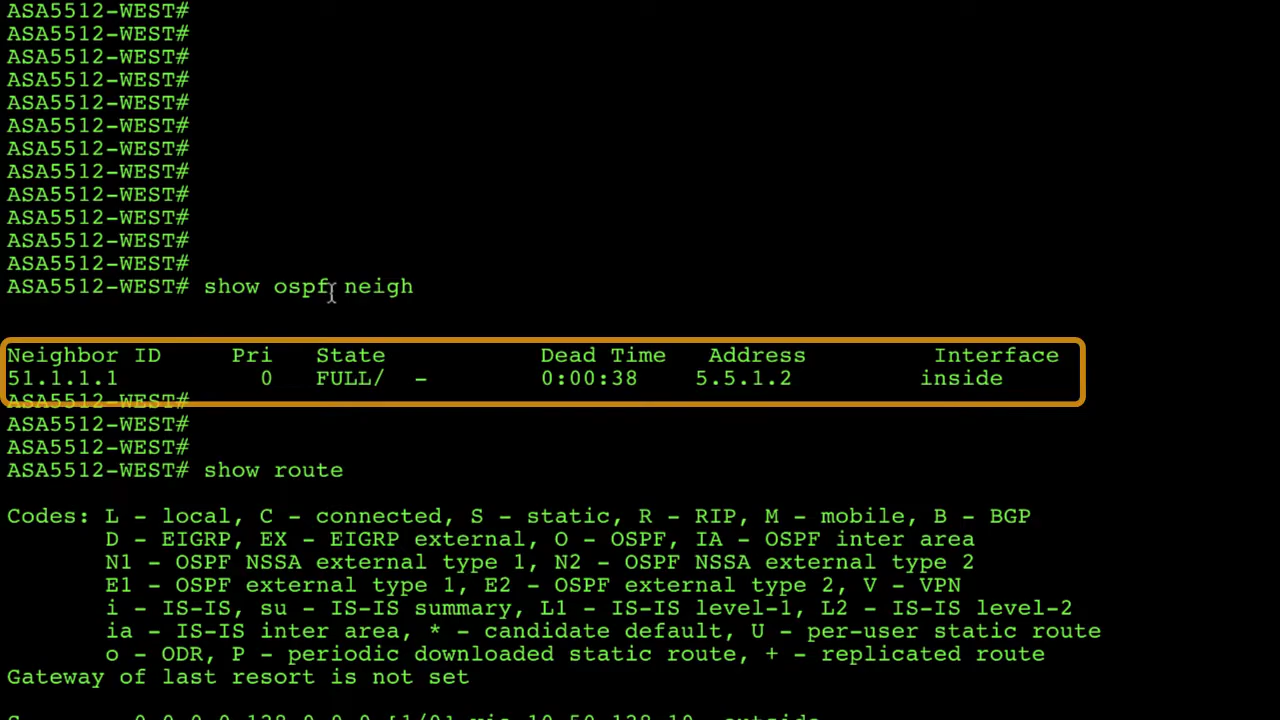 ASA5512-WEST#
ASA5512-WEST#
ASA5512-WEST#
ASA5512-WEST#
ASA5512-WEST#
ASA5512-WEST#
ASA5512-WEST#
ASA5512-WEST#
ASA5512-WEST#
ASA5512-WEST#
ASA5512-WEST#
ASA5512-WEST#
ASA5512-WEST# show ospf neigh
Neighbor ID Pri State Dead Time Address Interface
51.1.1.1 0 FULL/ - 0:00:38 5.5.1.2 inside
ASA5512-WEST#
ASA5512-WEST#
ASA5512-WEST#
ASA5512-WEST# show route
Codes: L - local, C - connected, S - static, R - RIP, M - mobile, B - BGP
D - EIGRP, EX - EIGRP external, O - OSPF, IA - OSPF inter area
N1 - OSPF NSSA external type 1, N2 - OSPF NSSA external type 2
E1 - OSPF external type 1, E2 - OSPF external type 2, V - VPN
i - IS-IS, su - IS-IS summary, L1 - IS-IS level-1, L2 - IS-IS level-2
ia - IS-IS inter area, * - candidate default, U - per-user static route
o - ODR, P - periodic downloaded static route, + - replicated route
Gateway of last resort is not set